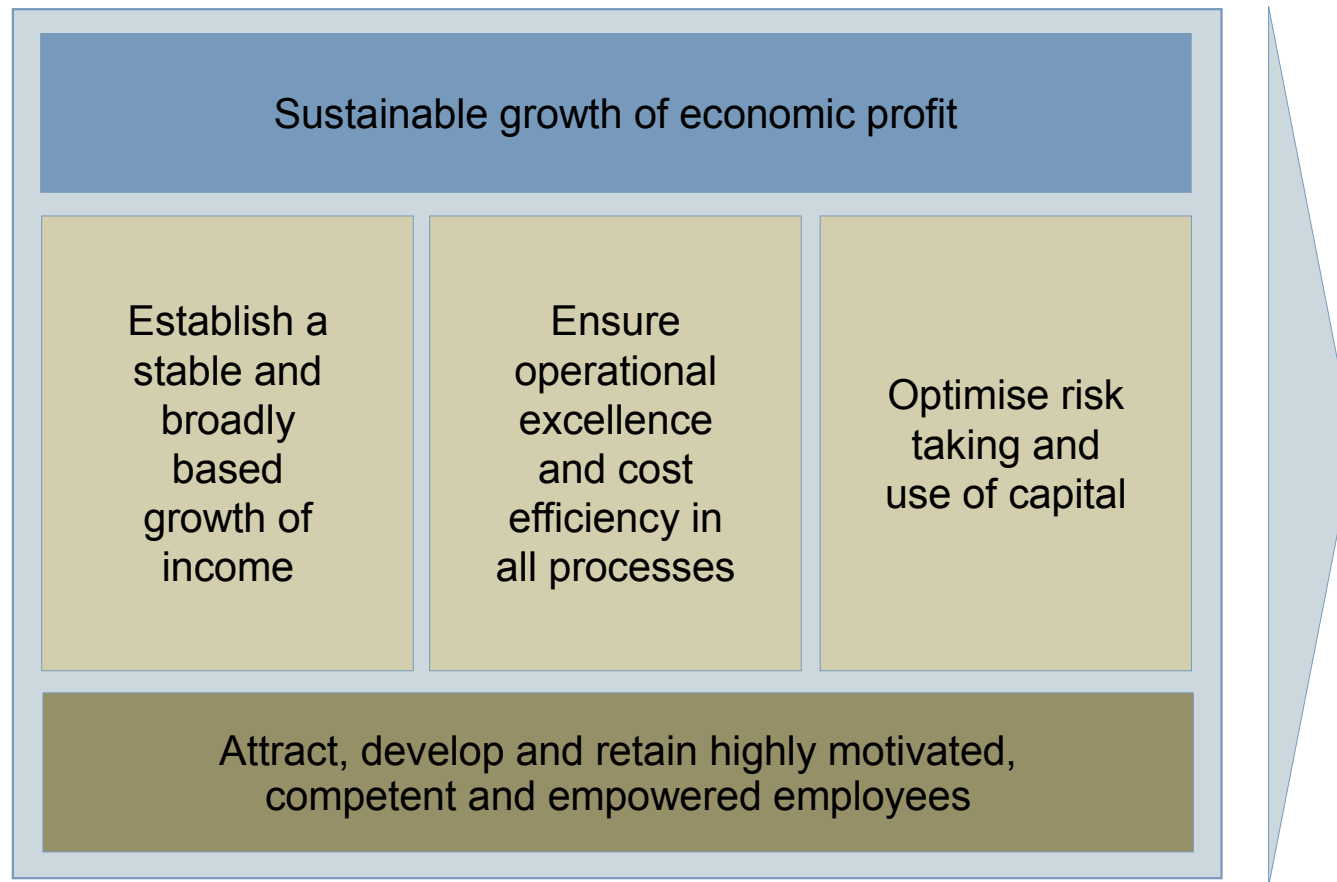 Sustainable growth of economic profit
Establish a
stable and
broadly
based
growth of
income
Ensure
operational
excellence
and cost
efficiency in
all processes
Optimise risk
taking and
use of capital
Attract, develop and retain highly motivated,
competent and empowered employees